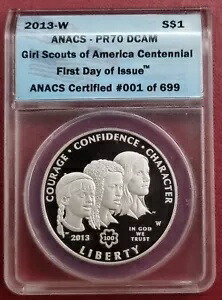 2013-W S$1
ANACS - PR70 DCAM
Girl Scouts of America Centennial
First Day of Issue™
ANACS Certified #001 of 699
COURAGE · CONFIDENCE · CHARACTER
2013
100
IN GOD
WE
TRUST
W
LIBERTY